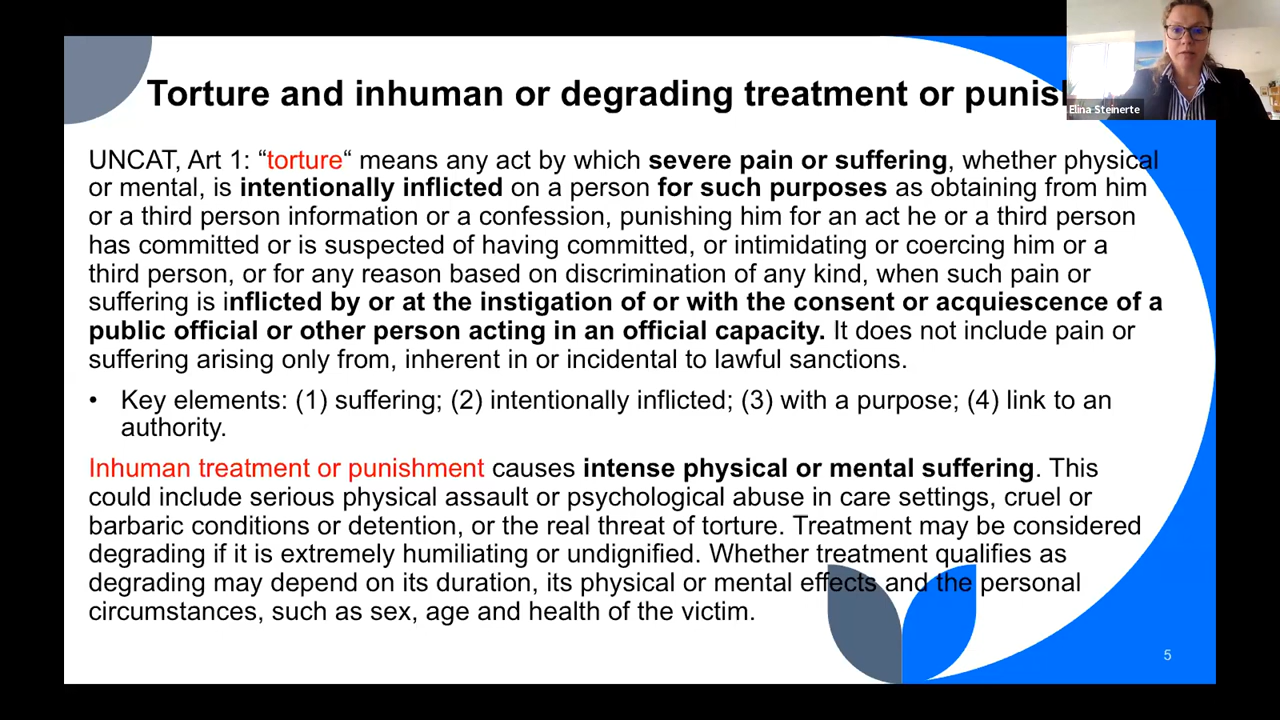 Torture and inhuman or degrading treatment or punis
Elina Steinerte
UNCAT, Art 1: “torture“ means any act by which severe pain or suffering, whether physical
or mental, is intentionally inflicted on a person for such purposes as obtaining from him
or a third person information or a confession, punishing him for an act he or a third person
has committed or is suspected of having committed, or intimidating or coercing him or a
third person, or for any reason based on discrimination of any kind, when such pain or
suffering is inflicted by or at the instigation of or with the consent or acquiescence of a
public official or other person acting in an official capacity. It does not include pain or
suffering arising only from, inherent in or incidental to lawful sanctions.
• Key elements: (1) suffering; (2) intentionally inflicted; (3) with a purpose; (4) link to an
authority.
Inhuman treatment or punishment causes intense physical or mental suffering. This
could include serious physical assault or psychological abuse in care settings, cruel or
barbaric conditions or detention, or the real threat of torture. Treatment may be considered
degrading if it is extremely humiliating or undignified. Whether treatment qualifies as
degrading may depend on its duration, its physical or mental effects and the personal
circumstances, such as sex, age and health of the victim.
5